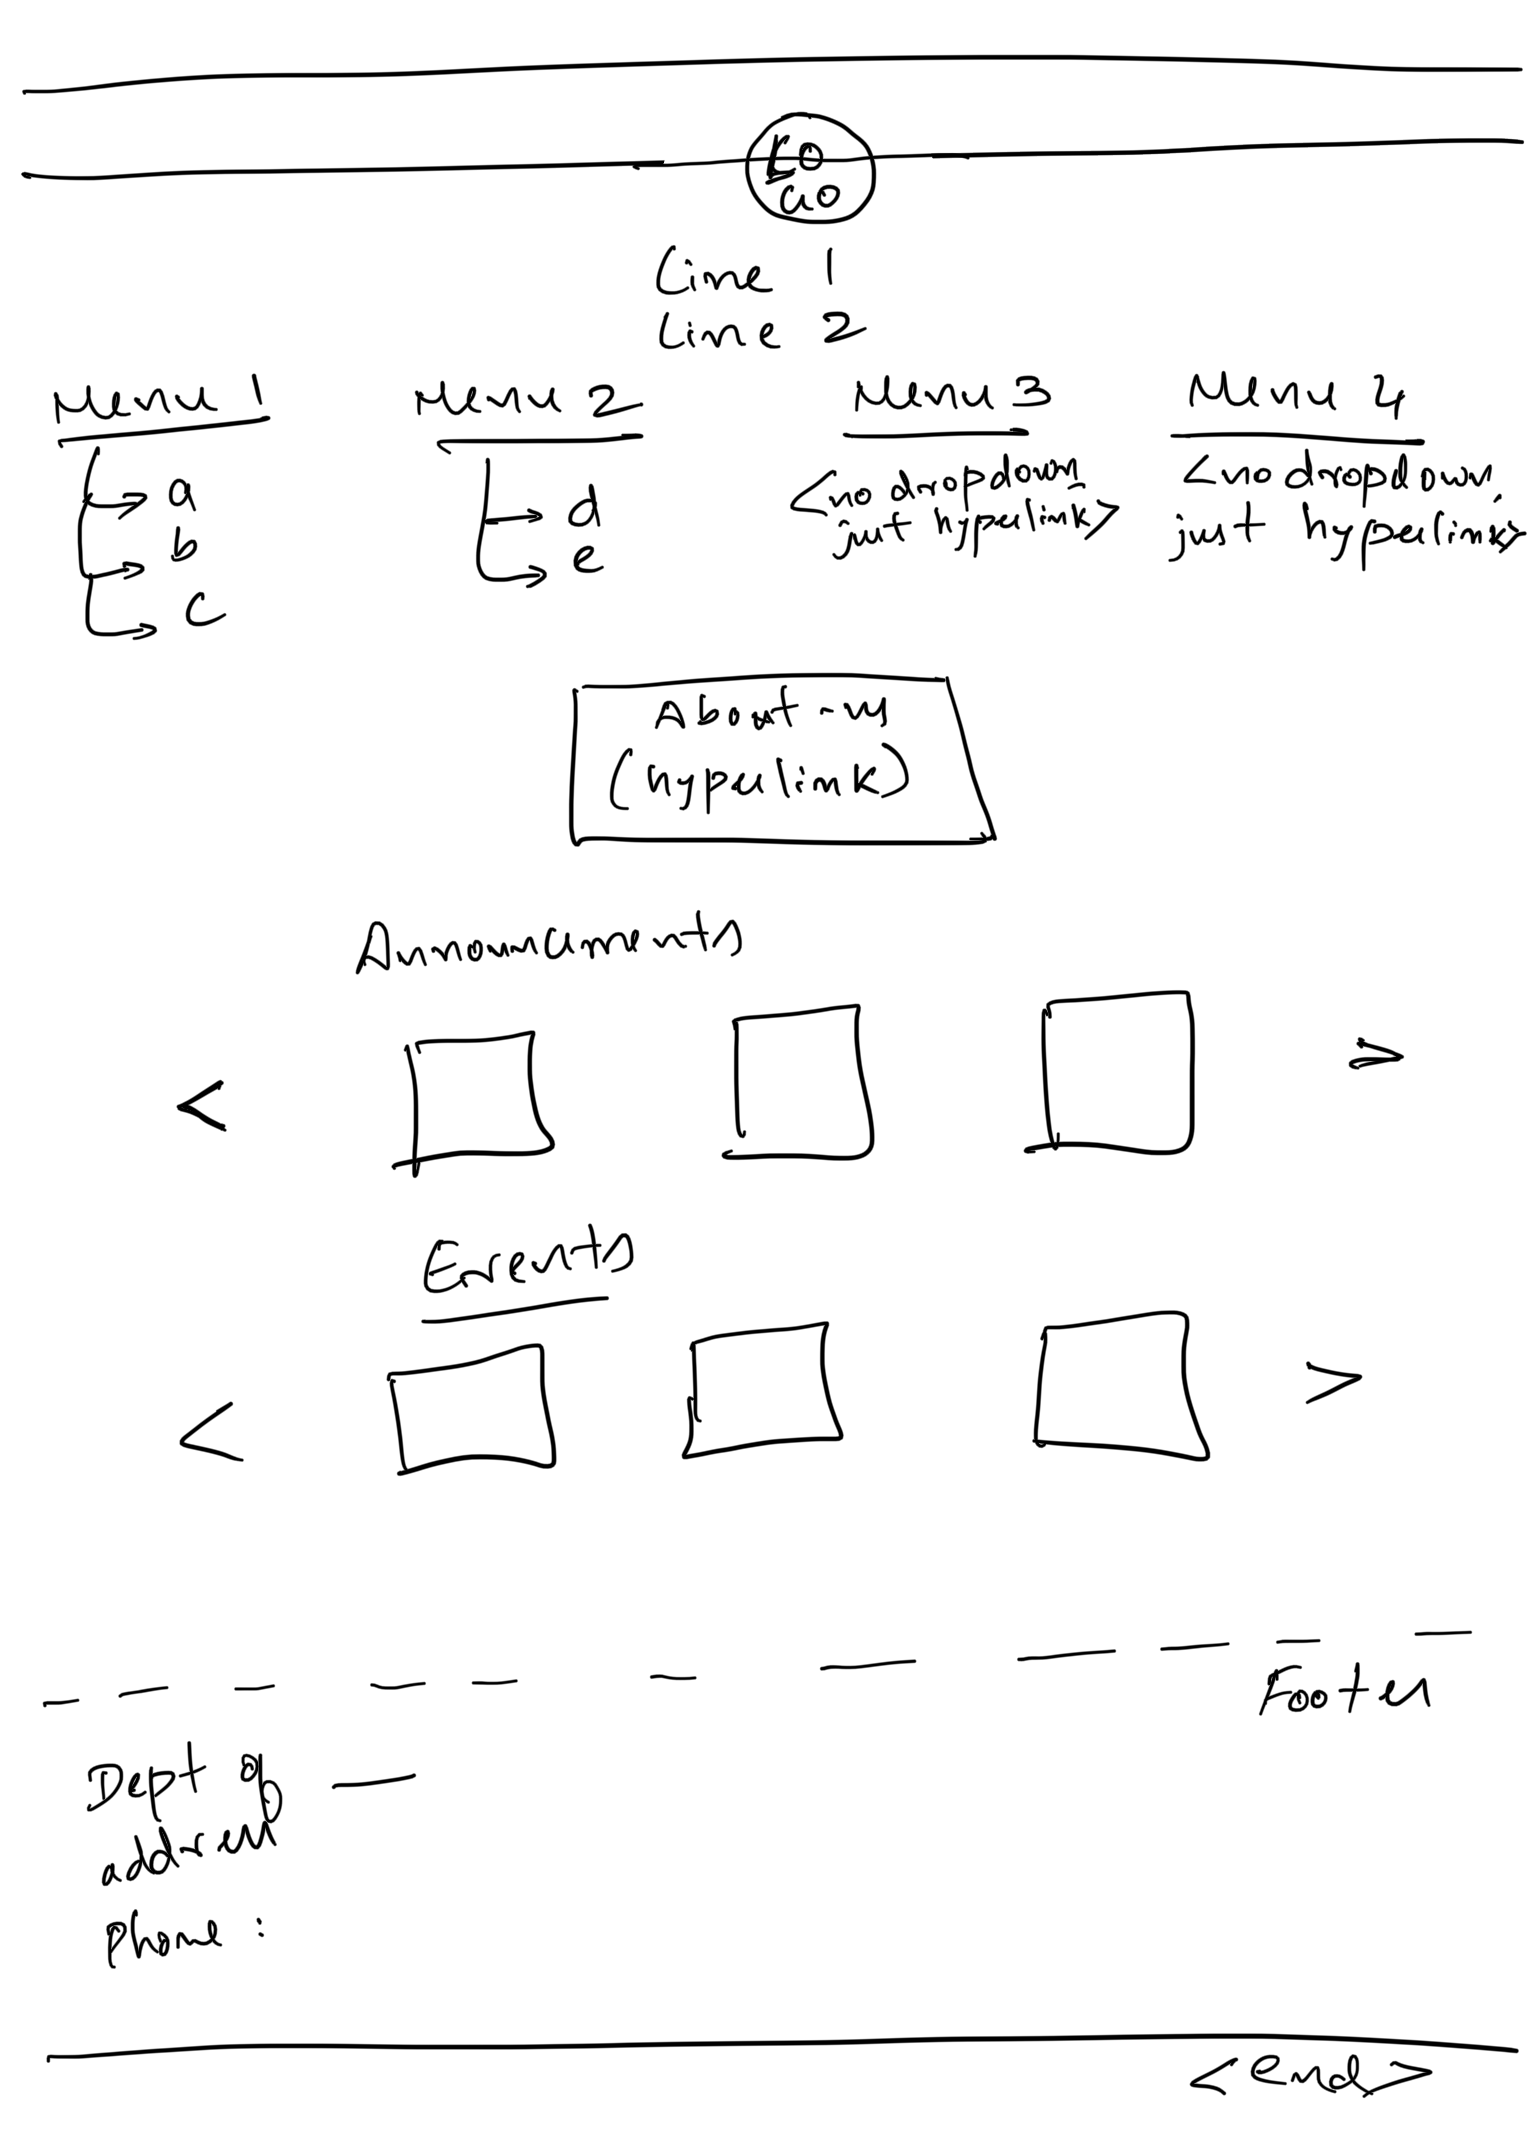 LO
GO
Line 1
Line 2
Menu 1
Menu 2
Menu 3
Menu 4
a
b
c
d
e
<no dropdown,
just hyperlink>
<no dropdown,
just hyperlink>
About-us
(hyperlink)
Announcements
<
>
Events
<
>
Footer
Dept of —
address
Phone :
<end>